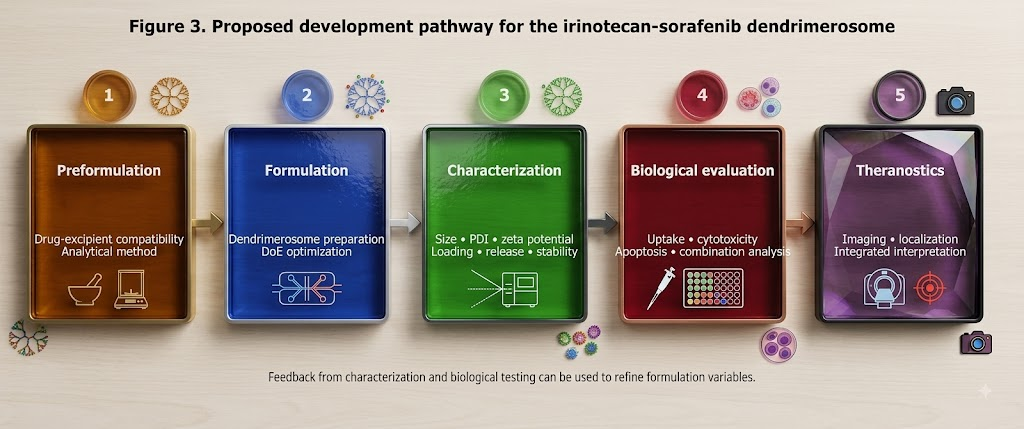 Figure 3. Proposed development pathway for the irinotecan-sorafenib dendrimerosome
1
2
3
4
5
Preformulation
Drug-excipient compatibility
Analytical method
Formulation
Dendrimerosome preparation
DoE optimization
Characterization
Size • PDI • zeta potential
Loading • release • stability
Biological evaluation
Uptake • cytotoxicity
Apoptosis • combination analysis
Theranostics
Imaging • localization
Integrated interpretation
Feedback from characterization and biological testing can be used to refine formulation variables.